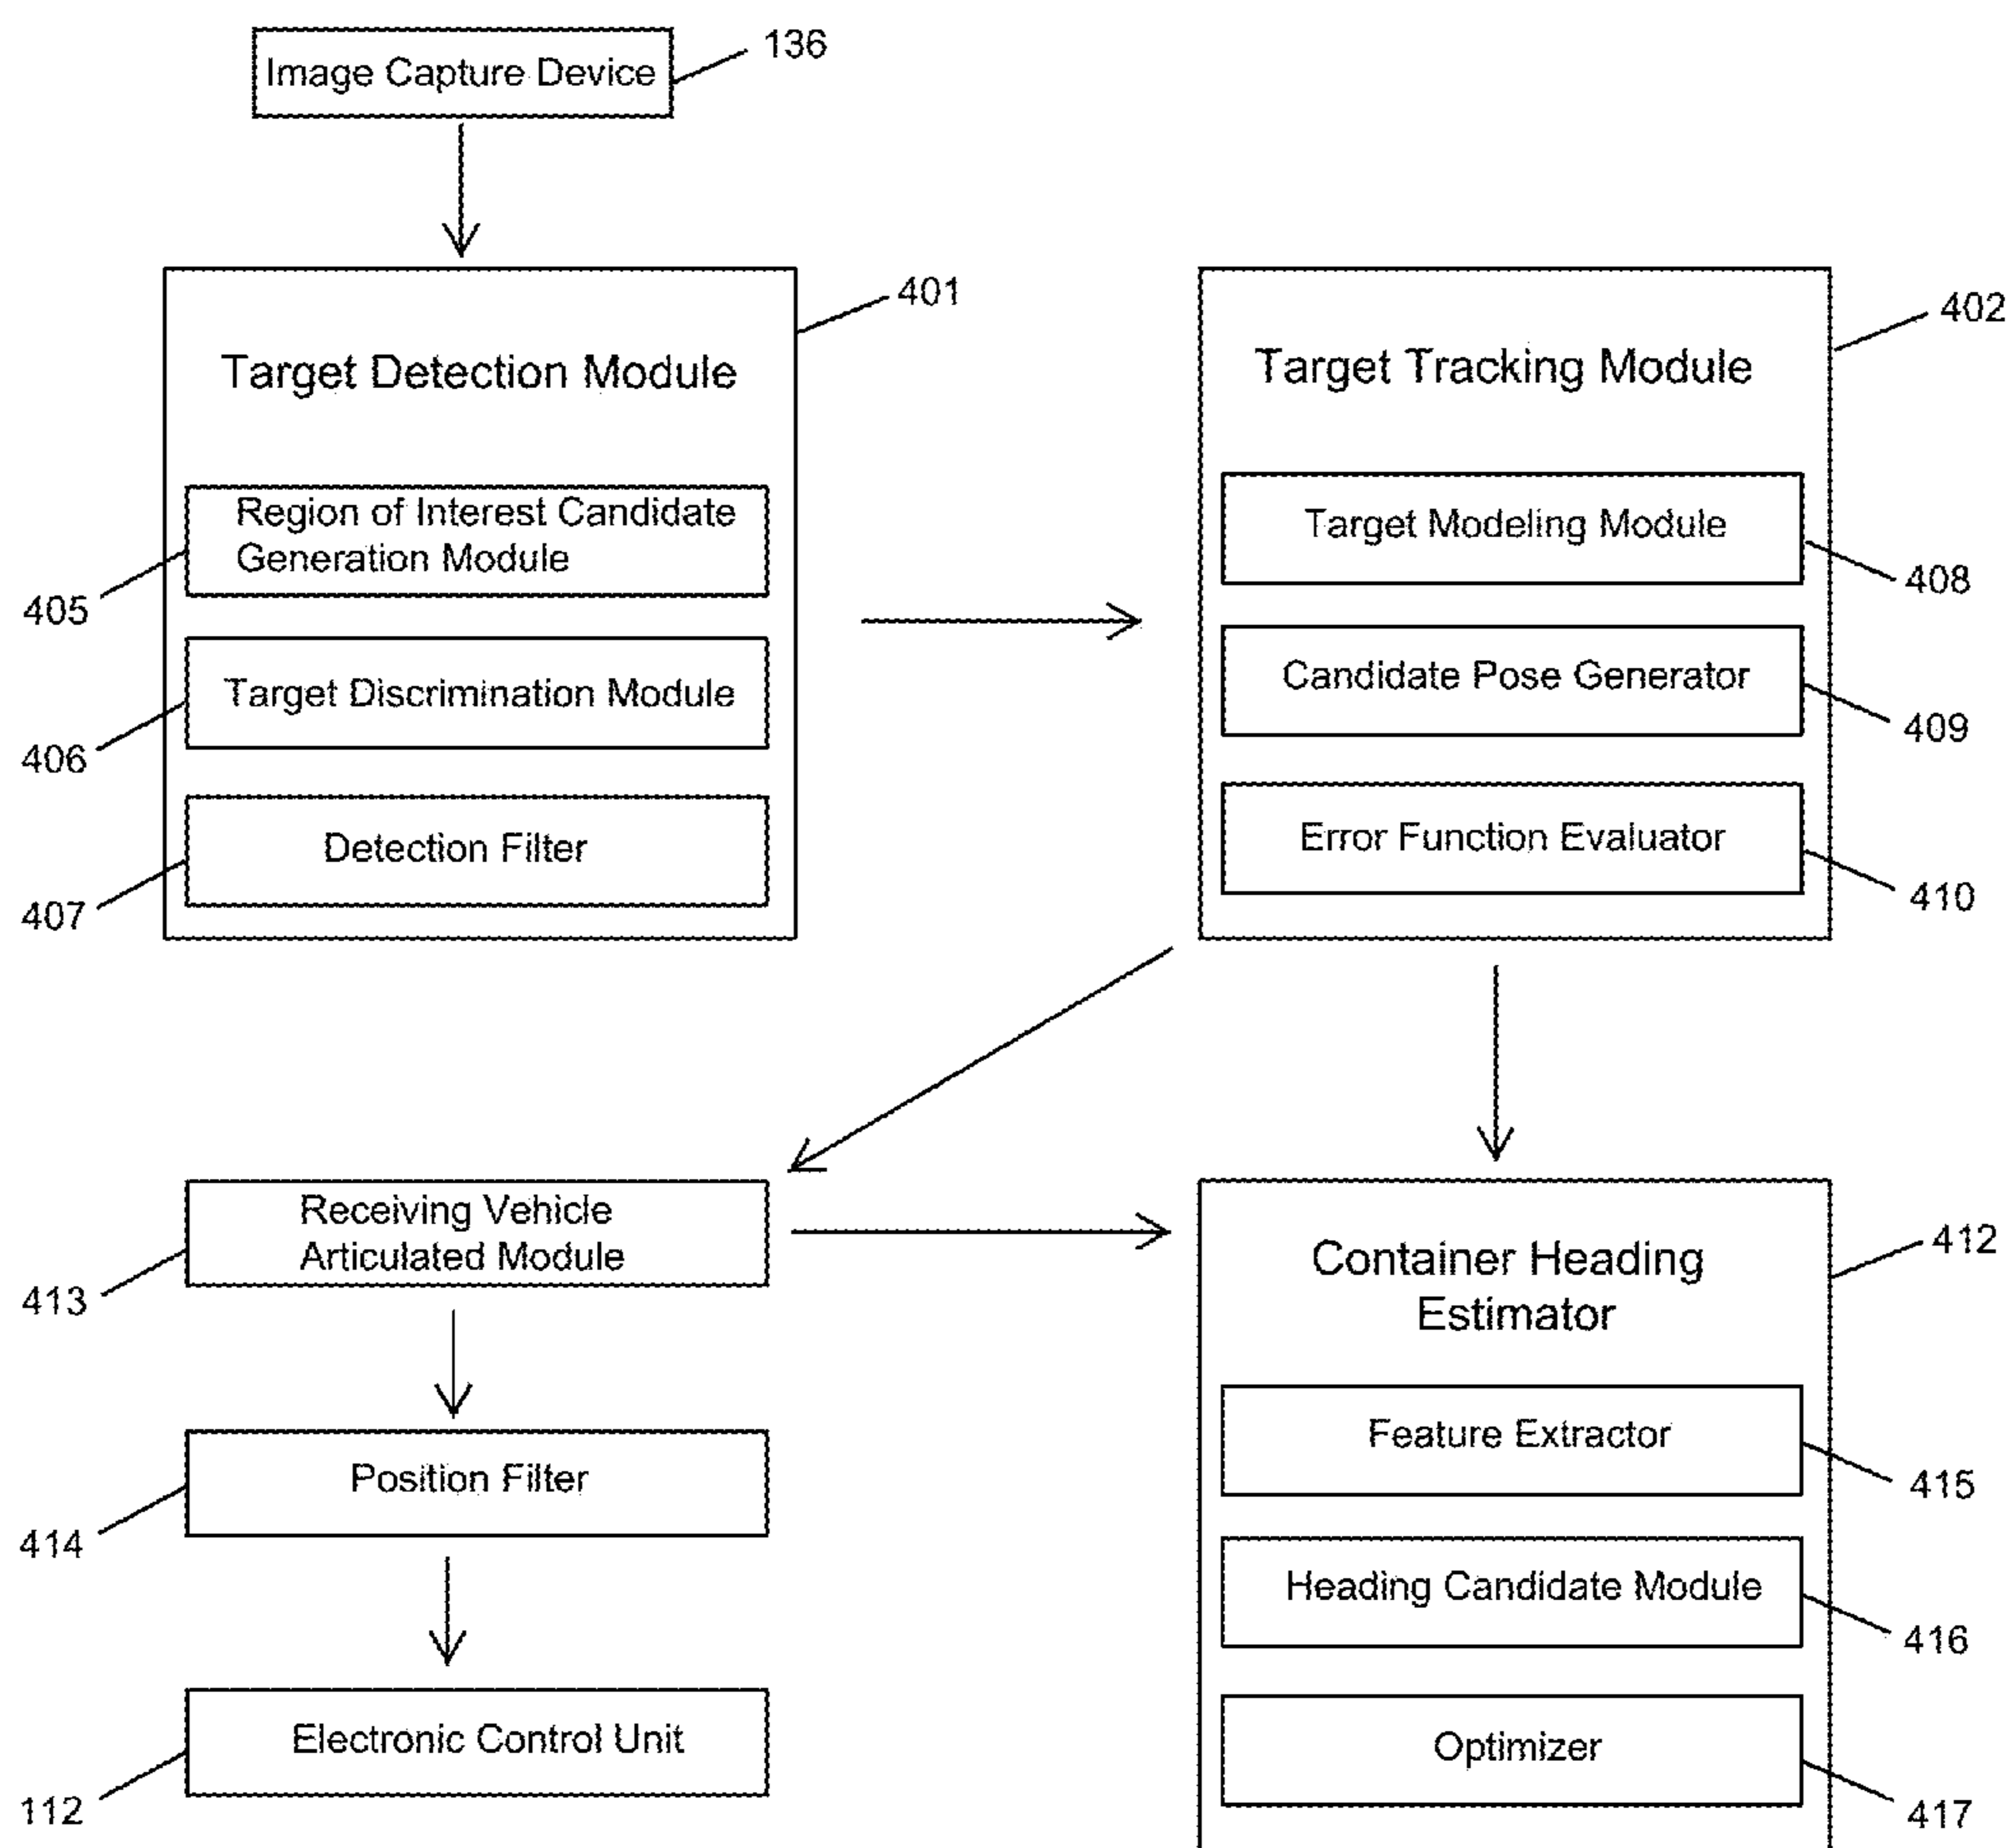 Image Capture Device
136
Target Detection Module
401
Region of Interest Candidate
Generation Module
405
Target Discrimination Module
406
Detection Filter
407
Target Tracking Module
402
Target Modeling Module
408
Candidate Pose Generator
409
Error Function Evaluator
410
Receiving Vehicle
Articulated Module
413
Position Filter
414
Electronic Control Unit
112
Container Heading
Estimator
412
Feature Extractor
415
Heading Candidate Module
416
Optimizer
417